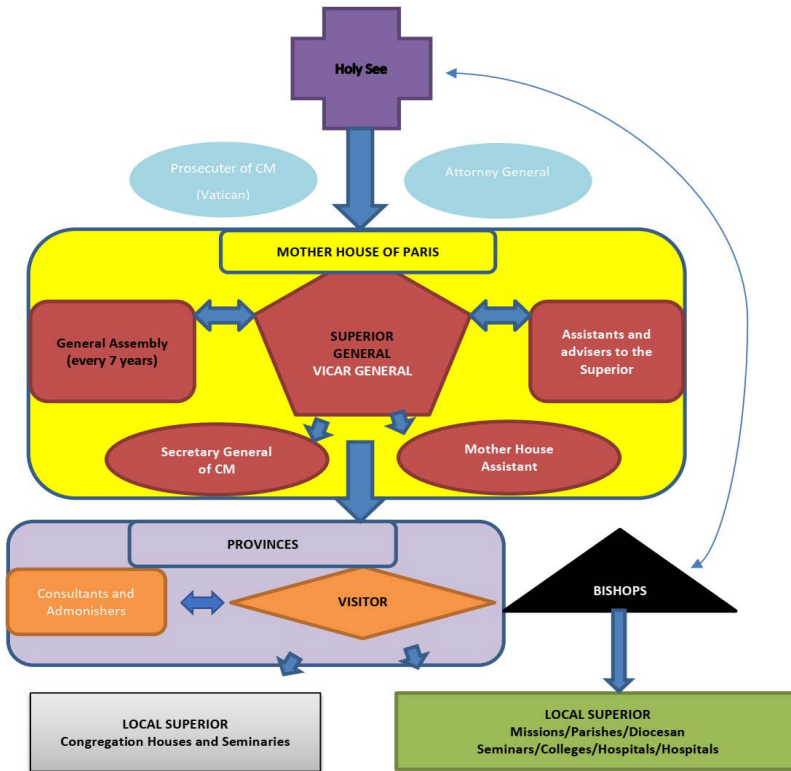 Holy See
Prosecuter of CM
(Vatican)
Attorney General
MOTHER HOUSE OF PARIS
General Assembly
(every 7 years)
SUPERIOR
GENERAL
VICAR GENERAL
Assistants and
advisers to the
Superior
Secretary General
of CM
Mother House
Assistant
PROVINCES
Consultants and
Admonishers
VISITOR
BISHOPS
LOCAL SUPERIOR
Congregation Houses and Seminaries
LOCAL SUPERIOR
Missions/Parishes/Diocesan
Seminars/Colleges/Hospitals/Hospitals